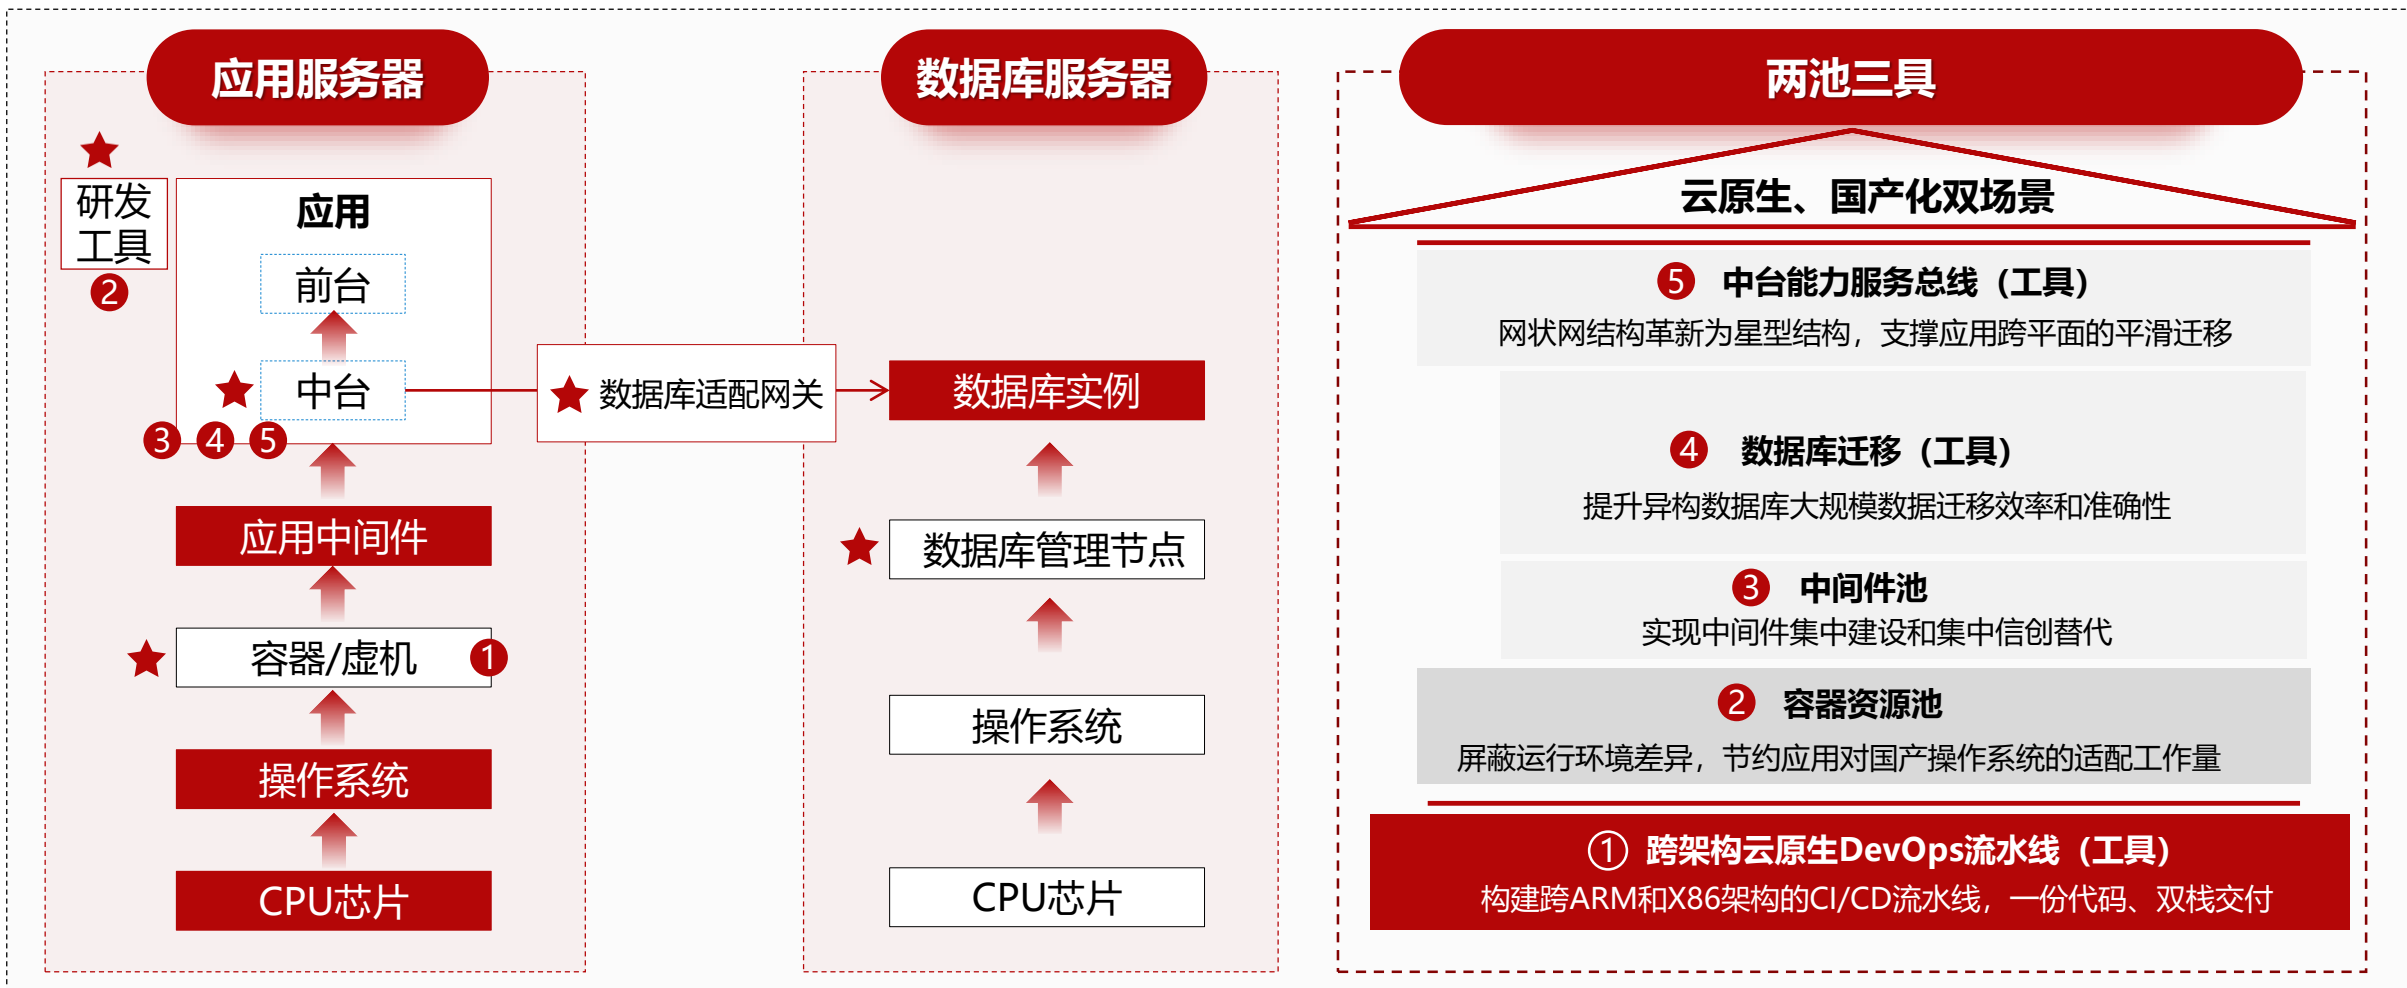 应用服务器
研发
工具
2
应用
前台
中台
3 4 5
应用中间件
容器/虚机 1
操作系统
CPU芯片
数据库适配网关
数据库服务器
数据库实例
数据库管理节点
操作系统
CPU芯片
两池三具
云原生、国产化双场景
5 中台能力服务总线（工具）
网状网结构革新为星型结构，支撑应用跨平面的平滑迁移
4 数据库迁移（工具）
提升异构数据库大规模数据迁移效率和准确性
3 中间件池
实现中间件集中建设和集中信创替代
2 容器资源池
屏蔽运行环境差异，节约应用对国产操作系统的适配工作量
1 跨架构云原生DevOps流水线（工具）
构建跨ARM和X86架构的CI/CD流水线，一份代码、双栈交付